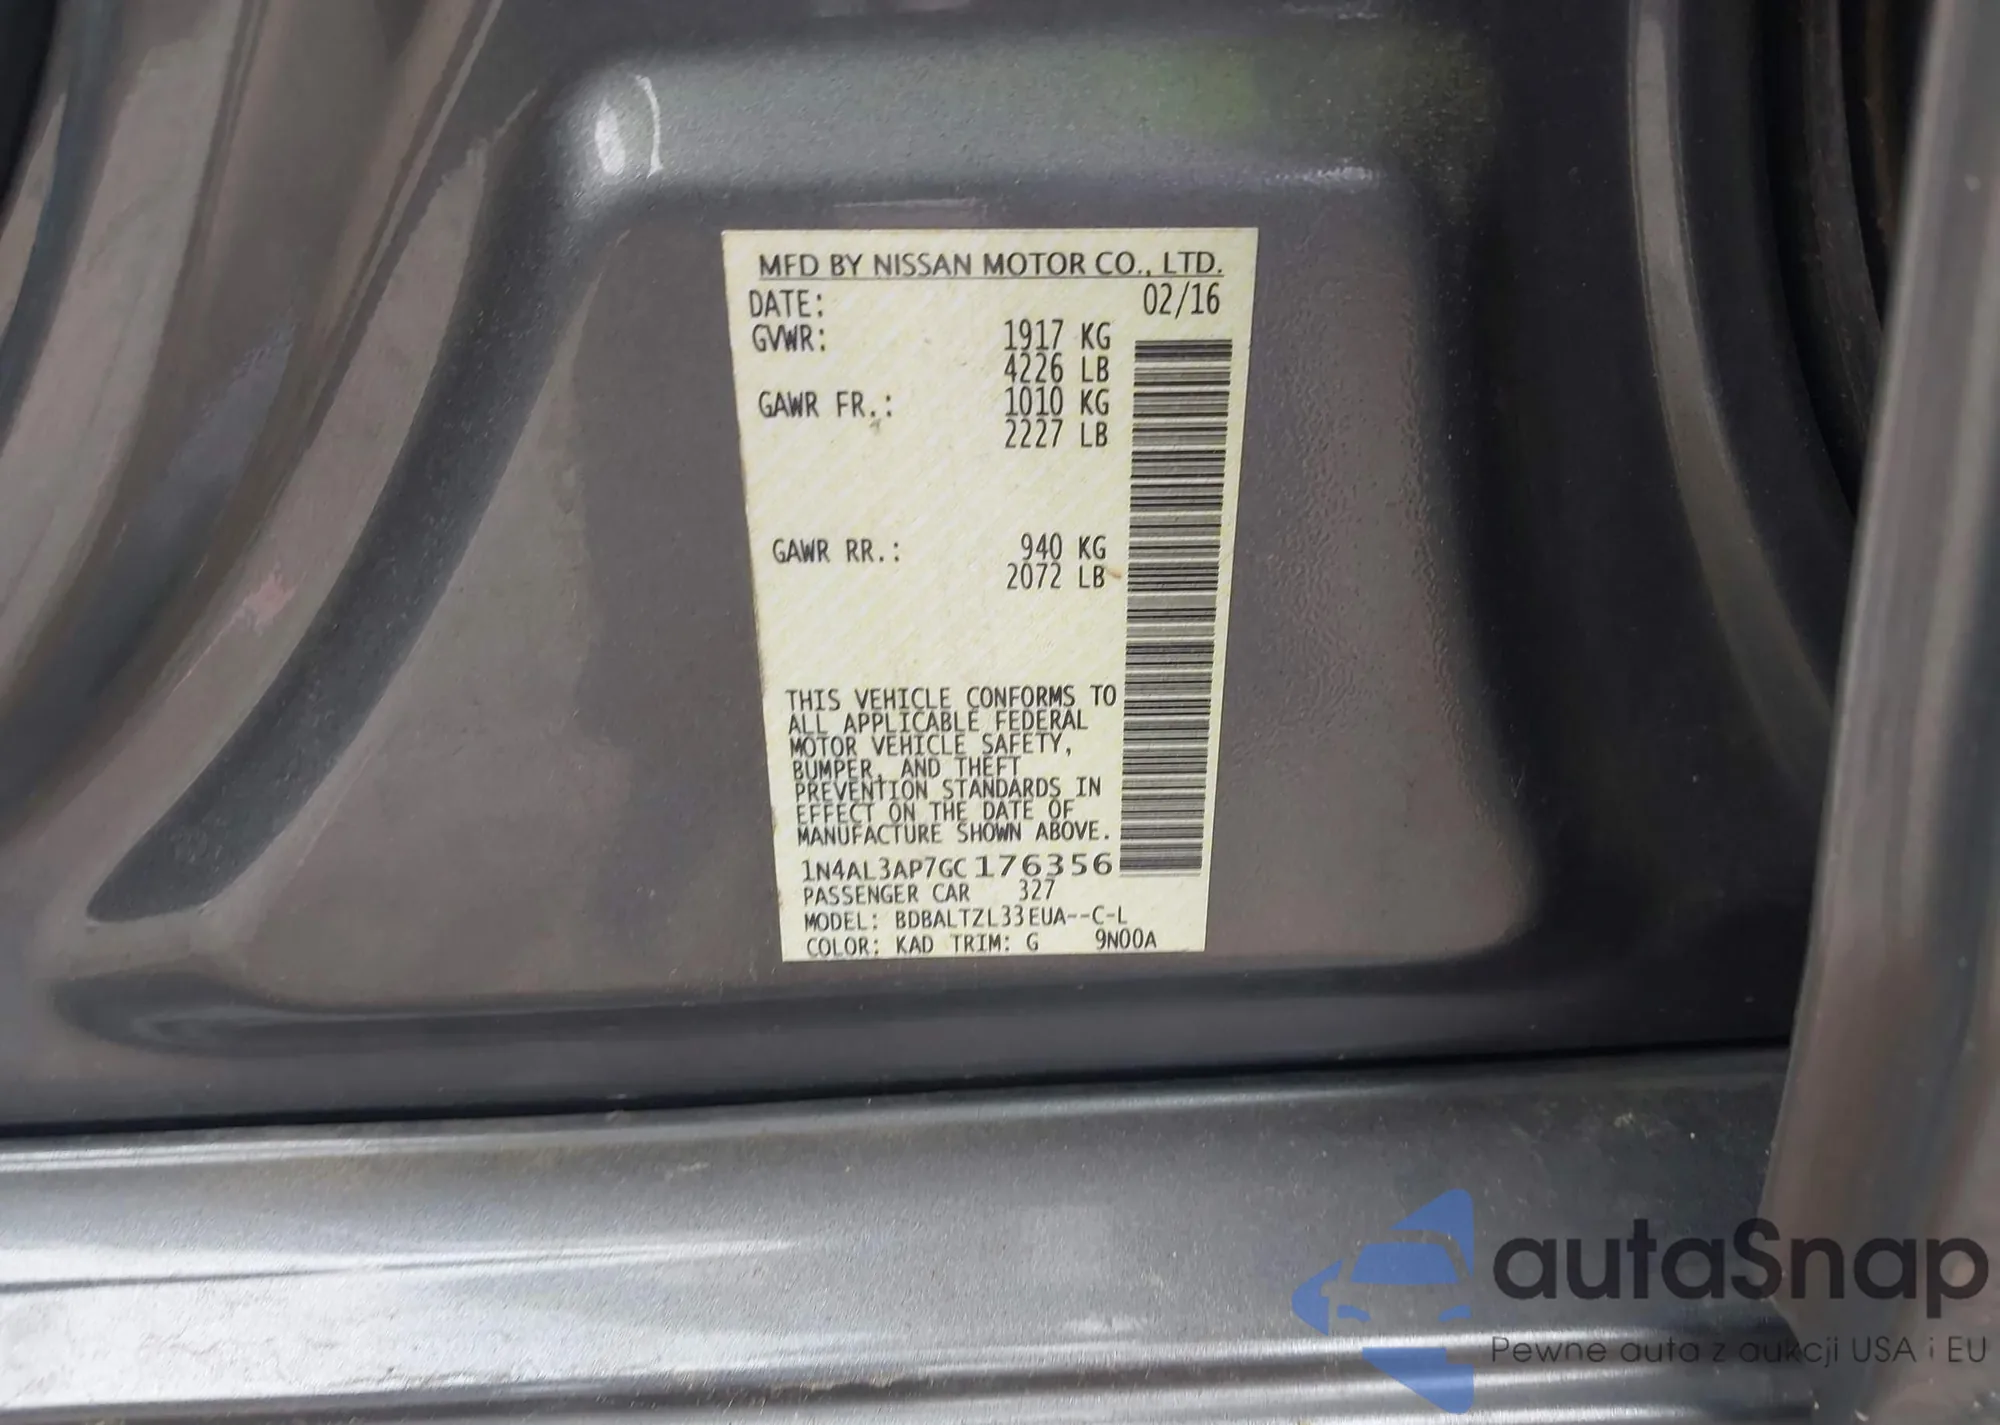 MFD BY NISSAN MOTOR CO., LTD.
DATE: 02/16
GVWR: 1917 KG
4226 LB
GAWR FR.: 1010 KG
2227 LB
GAWR RR.: 940 KG
2072 LB
THIS VEHICLE CONFORMS TO
ALL APPLICABLE FEDERAL
MOTOR VEHICLE SAFETY,
BUMPER, AND THEFT
PREVENTION STANDARDS IN
EFFECT ON THE DATE OF
MANUFACTURE SHOWN ABOVE.
1N4AL3AP7GC176356
PASSENGER CAR 327
MODEL: BDBALTZL33EUA--C-L
COLOR: KAD TRIM: G 9N00A
autoSnap
Pewne auta z aukcji USA i EU